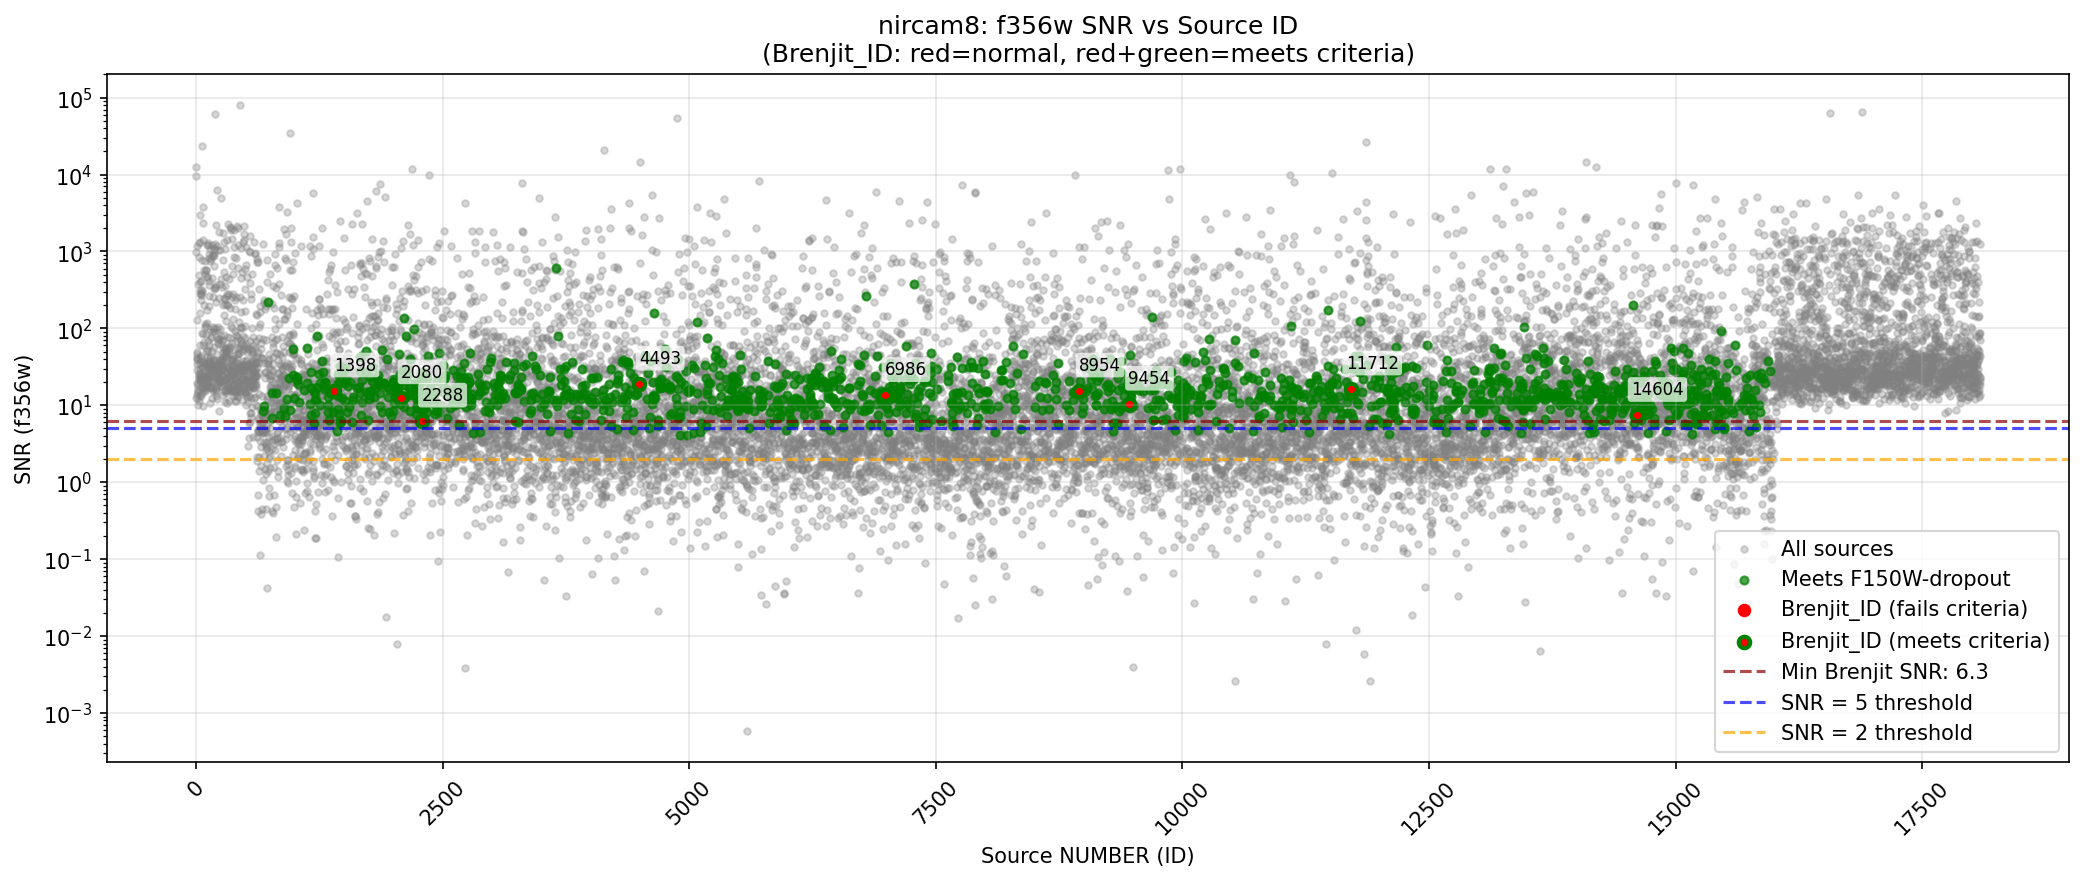 nircam8: f356w SNR vs Source ID
(Brenjit_ID: red=normal, red+green=meets criteria)
SNR (f356w)
10^5
10^4
10^3
10^2
10^1
10^0
10^-1
10^-2
10^-3
1398
2080
2288
4493
6986
8954
9454
11712
14604
All sources
Meets F150W-dropout
Brenjit_ID (fails criteria)
Brenjit_ID (meets criteria)
Min Brenjit SNR: 6.3
SNR = 5 threshold
SNR = 2 threshold
0
2500
5000
7500
10000
12500
15000
17500
Source NUMBER (ID)